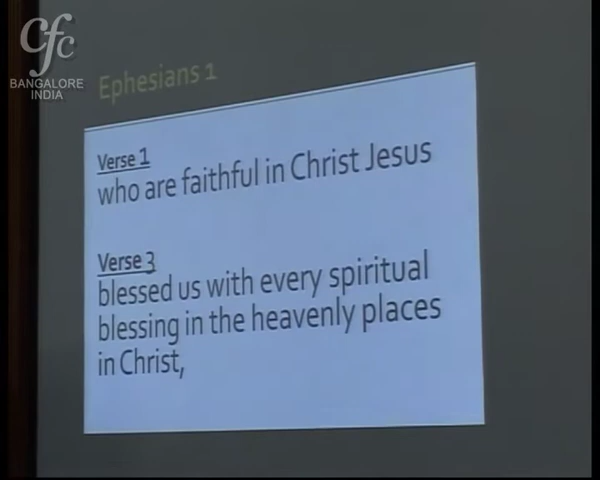 cfc
BANGALORE
INDIA
Ephesians 1
Verse 1
who are faithful in Christ Jesus
Verse 3
blessed us with every spiritual
blessing in the heavenly places
in Christ,